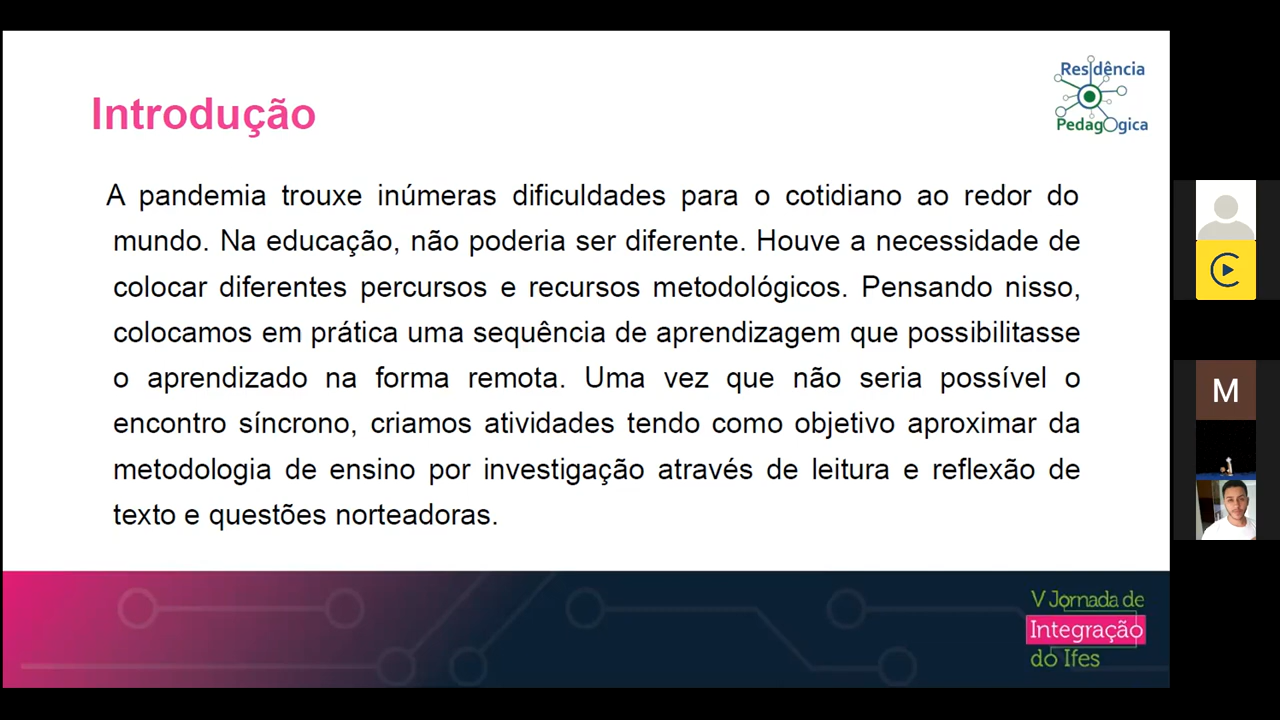 Introdução
Residência
Pedagógica
A pandemia trouxe inúmeras dificuldades para o cotidiano ao redor do
mundo. Na educação, não poderia ser diferente. Houve a necessidade de
colocar diferentes percursos e recursos metodológicos. Pensando nisso,
colocamos em prática uma sequência de aprendizagem que possibilitasse
o aprendizado na forma remota. Uma vez que não seria possível o
encontro síncrono, criamos atividades tendo como objetivo aproximar da
metodologia de ensino por investigação através de leitura e reflexão de
texto e questões norteadoras.
M
V Jornada de
Integração
do Ifes